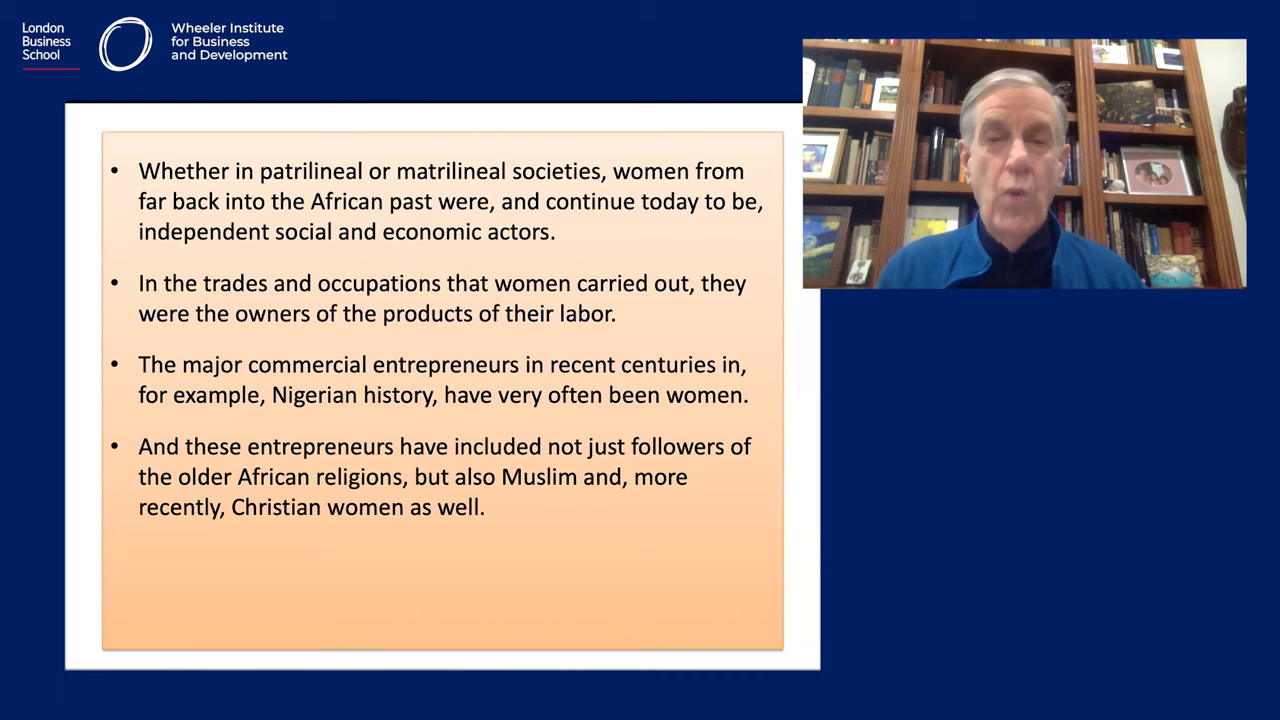 London
Business
School
Wheeler Institute
for Business
and Development
• Whether in patrilineal or matrilineal societies, women from
far back into the African past were, and continue today to be,
independent social and economic actors.
• In the trades and occupations that women carried out, they
were the owners of the products of their labor.
• The major commercial entrepreneurs in recent centuries in,
for example, Nigerian history, have very often been women.
• And these entrepreneurs have included not just followers of
the older African religions, but also Muslim and, more
recently, Christian women as well.